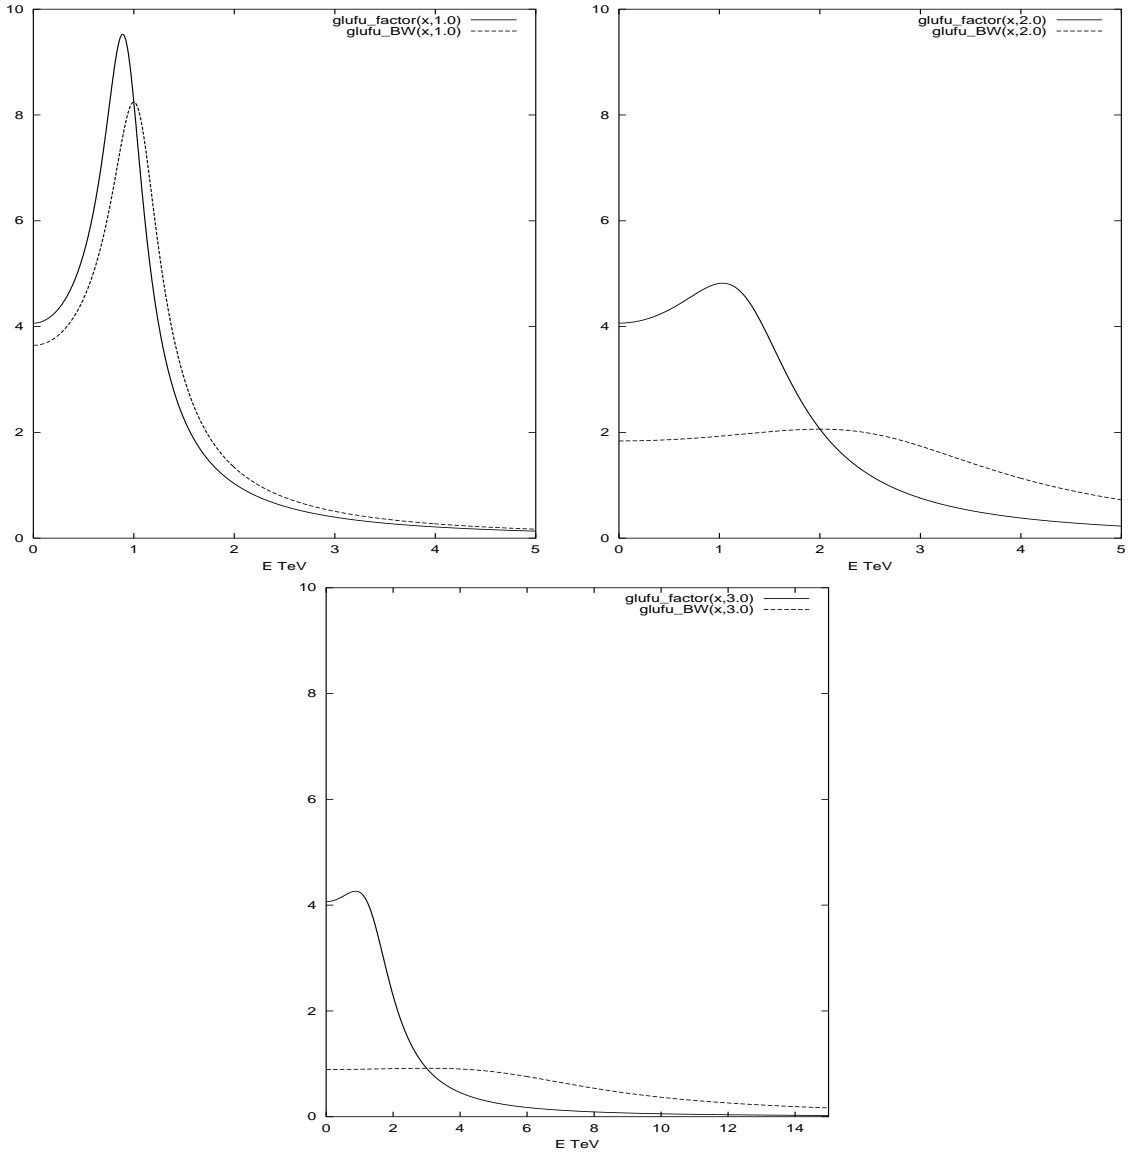 10
8
6
4
2
0
0 1 2 3 4 5
E TeV
glufu_factor(x,1.0)
glufu_BW(x,1.0)
10
8
6
4
2
0
0 1 2 3 4 5
E TeV
glufu_factor(x,2.0)
glufu_BW(x,2.0)
10
8
6
4
2
0
0 2 4 6 8 10 12 14
E TeV
glufu_factor(x,3.0)
glufu_BW(x,3.0)